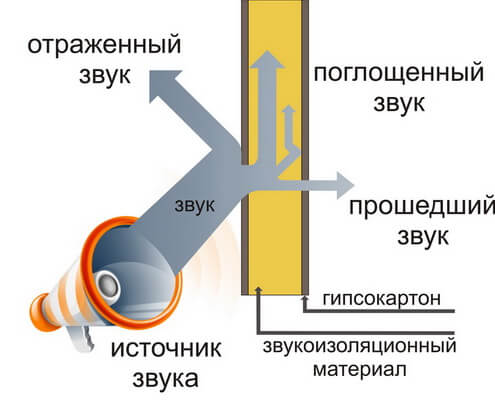 отраженный
звук
поглощенный
звук
звук
прошедший
звук
гипсокартон
источник
звука
звукоизоляционный
материал